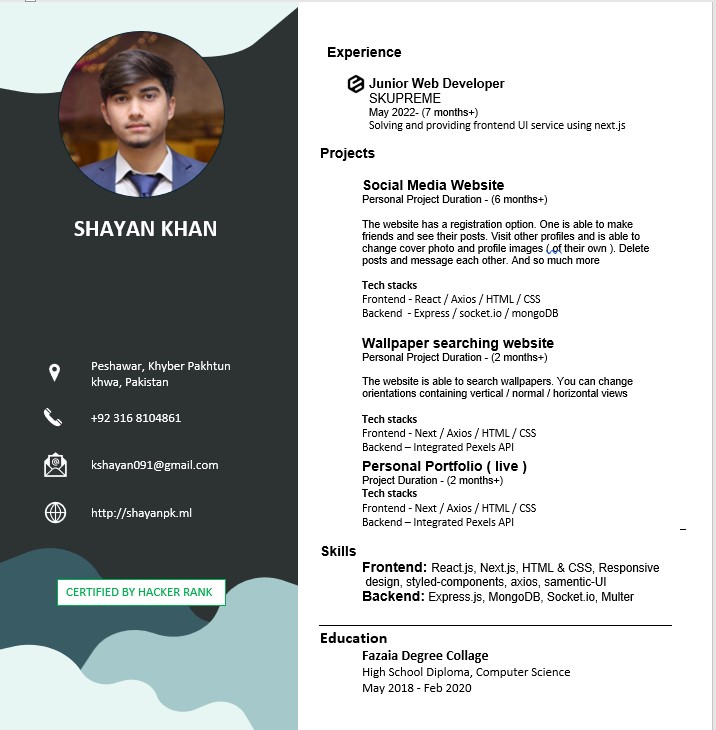 SHAYAN KHAN
Peshawar, Khyber Pakhtun
khwa, Pakistan
+92 316 8104861
kshayan091@gmail.com
http://shayanpk.ml
CERTIFIED BY HACKER RANK
Experience
Junior Web Developer
SKUPREME
May 2022- (7 months+)
Solving and providing frontend UI service using next.js
Projects
Social Media Website
Personal Project Duration - (6 months+)
The website has a registration option. One is able to make
friends and see their posts. Visit other profiles and is able to
change cover photo and profile images ( of their own ). Delete
posts and message each other. And so much more
Tech stacks
Frontend - React / Axios / HTML / CSS
Backend - Express / socket.io / mongoDB
Wallpaper searching website
Personal Project Duration - (2 months+)
The website is able to search wallpapers. You can change
orientations containing vertical / normal / horizontal views
Tech stacks
Frontend - Next / Axios / HTML / CSS
Backend – Integrated Pexels API
Personal Portfolio ( live )
Project Duration - (2 months+)
Tech stacks
Frontend - Next / Axios / HTML / CSS
Backend – Integrated Pexels API
Skills
Frontend: React.js, Next.js, HTML & CSS, Responsive
design, styled-components, axios, samentic-UI
Backend: Express.js, MongoDB, Socket.io, Multer
Education
Fazaia Degree Collage
High School Diploma, Computer Science
May 2018 - Feb 2020